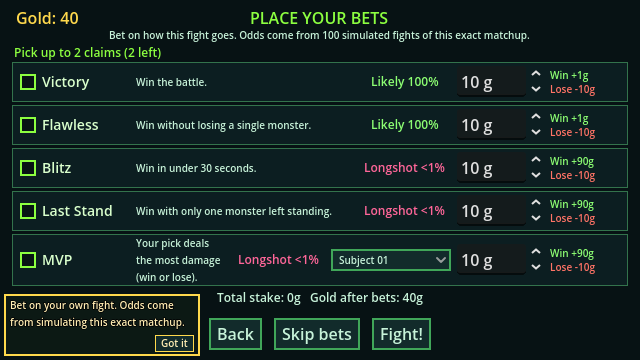 Gold: 40
PLACE YOUR BETS
Bet on how this fight goes. Odds come from 100 simulated fights of this exact matchup.
Pick up to 2 claims (2 left)
Victory Win the battle. Likely 100% 10 g Win +1g
Lose -10g
Flawless Win without losing a single monster. Likely 100% 10 g Win +1g
Lose -10g
Blitz Win in under 30 seconds. Longshot <1% 10 g Win +90g
Lose -10g
Last Stand Win with only one monster left standing. Longshot <1% 10 g Win +90g
Lose -10g
MVP Your pick deals
the most damage
(win or lose). Longshot <1% Subject 01 10 g Win +90g
Lose -10g
Total stake: 0g Gold after bets: 40g
Bet on your own fight. Odds come
from simulating this exact matchup.
Got it
Back Skip bets Fight!